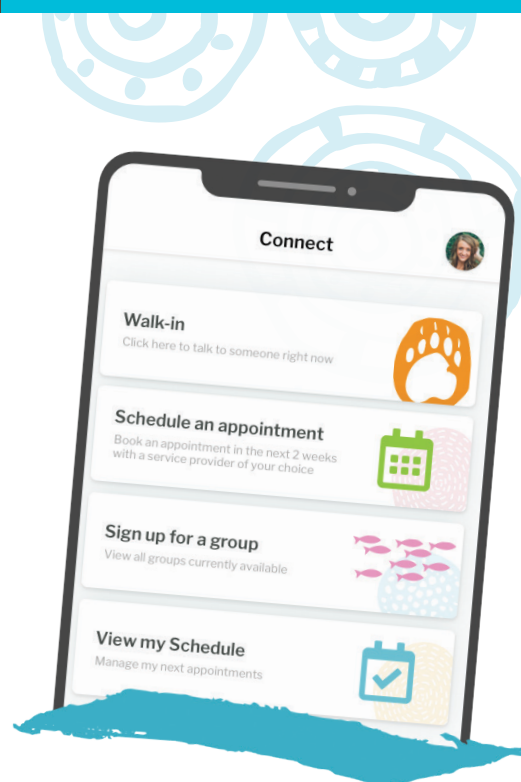 Connect
Walk-in
Click here to talk to someone right now
Schedule an appointment
Book an appointment in the next 2 weeks
with a service provider of your choice
Sign up for a group
View all groups currently available
View my Schedule
Manage my next appointments